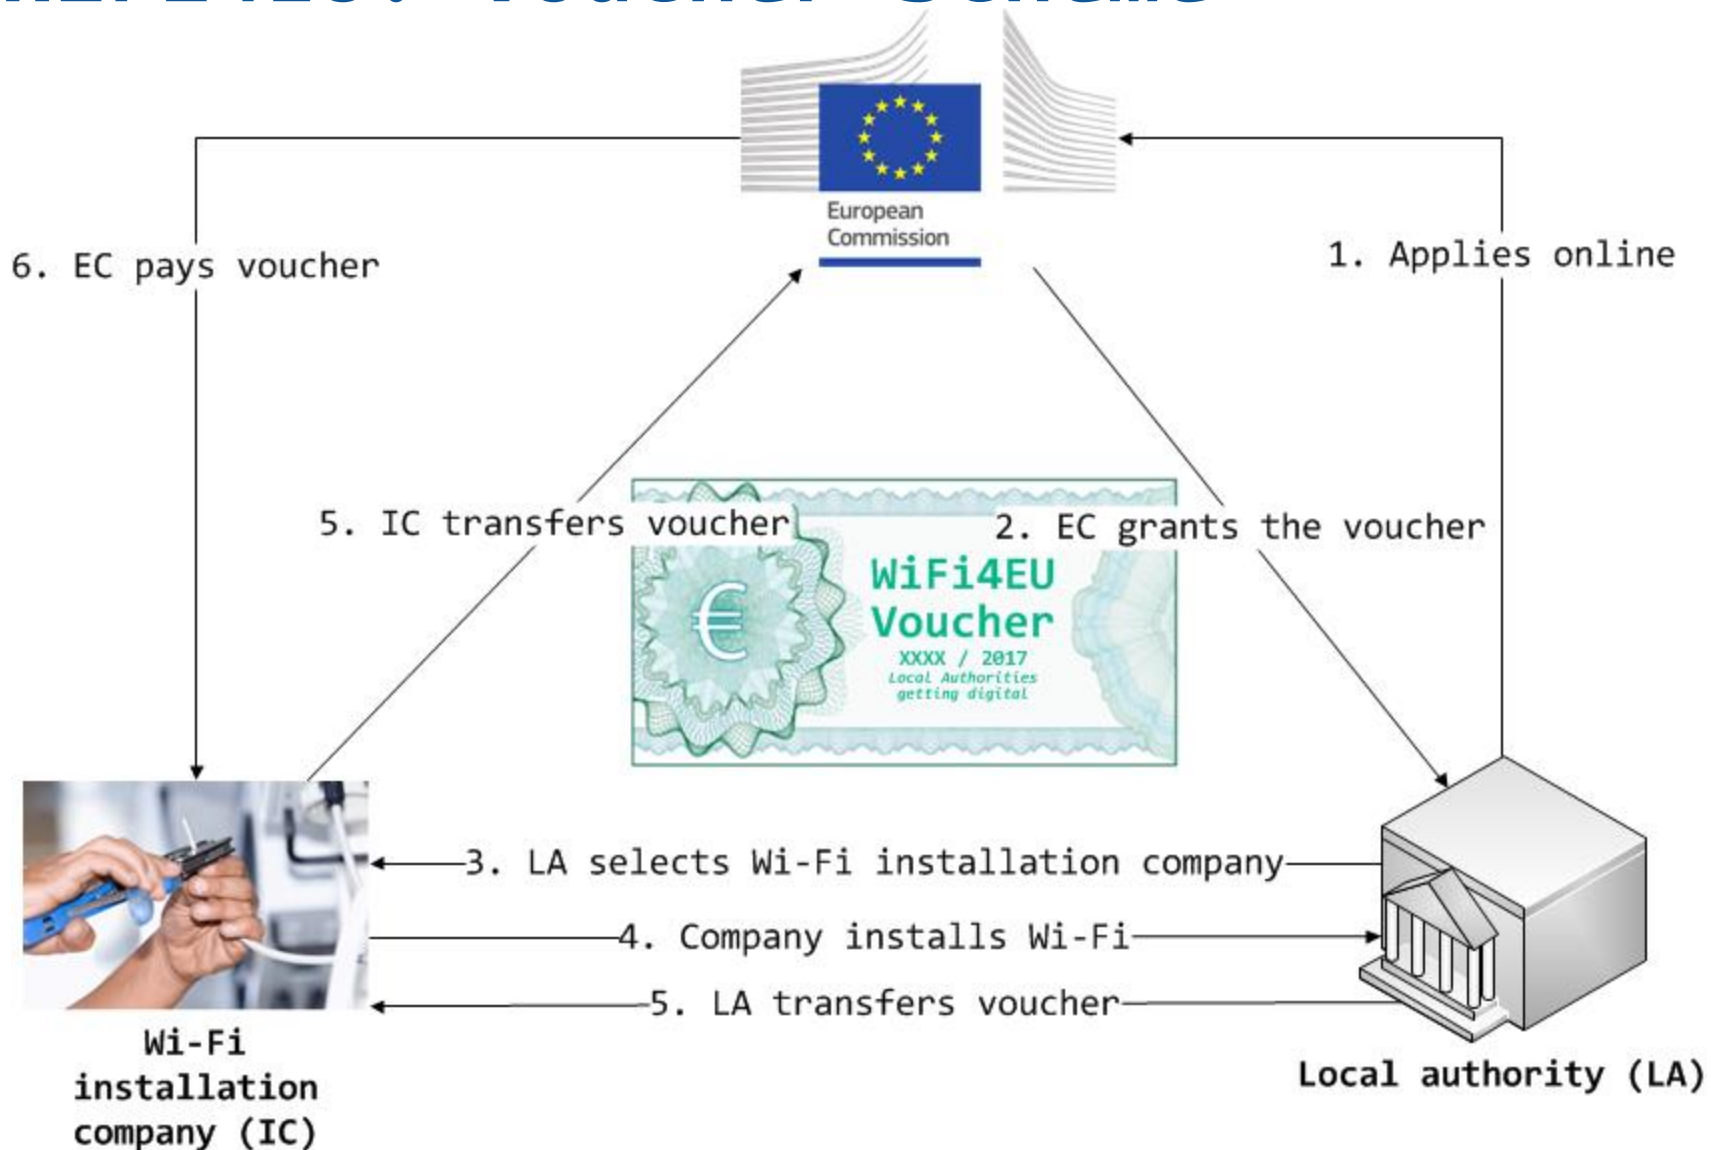 European
Commission
6. EC pays voucher
1. Applies online
5. IC transfers voucher
2. EC grants the voucher
WiFi4EU
Voucher
XXXX / 2017
Local Authorities
getting digital
3. LA selects Wi-Fi installation company
4. Company installs Wi-Fi
5. LA transfers voucher
Wi-Fi
installation
company (IC)
Local authority (LA)